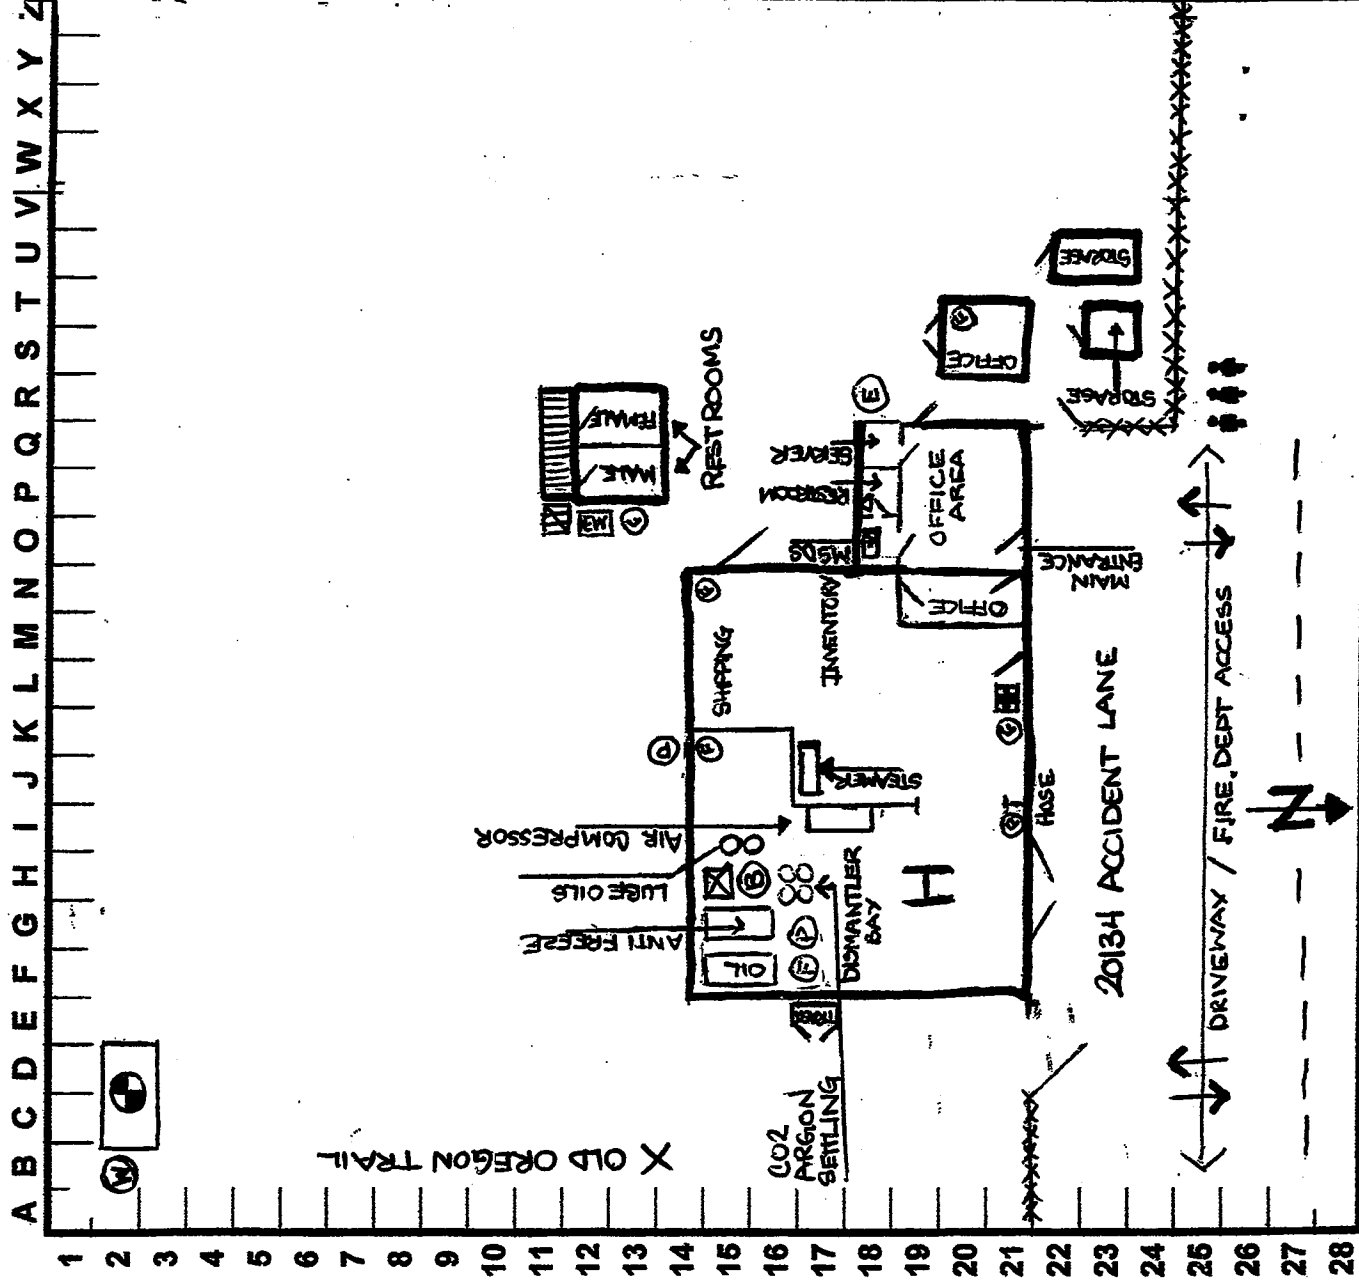 A B C D E F G H I J K L M N O P Q R S T U V W X Y Z
1
2
3
4
5
6
7
8
9
10
11
12
13
14
15
16
17
18
19
20
21
22
23
24
25
26
27
28
W
X OLD OREGON TRAIL
MALE
FEMALE
RESTROOMS
EW
STORAGE
STORAGE
OFFICE
F
E
SERVER
RESTROOM
MSDS
OFFICE
AREA
MAIN
ENTRANCE
OFFICE
SHIPPING
INVENTORY
STEAMER
AIR COMPRESSOR
LUBE OILS
ANTI FREEZE
OIL
B
DISMANTLER
BAY
H
CO2
ARGION
SETTLING
HOSE
20134 ACCIDENT LANE
DRIVEWAY / FIRE.DEPT ACCESS
N